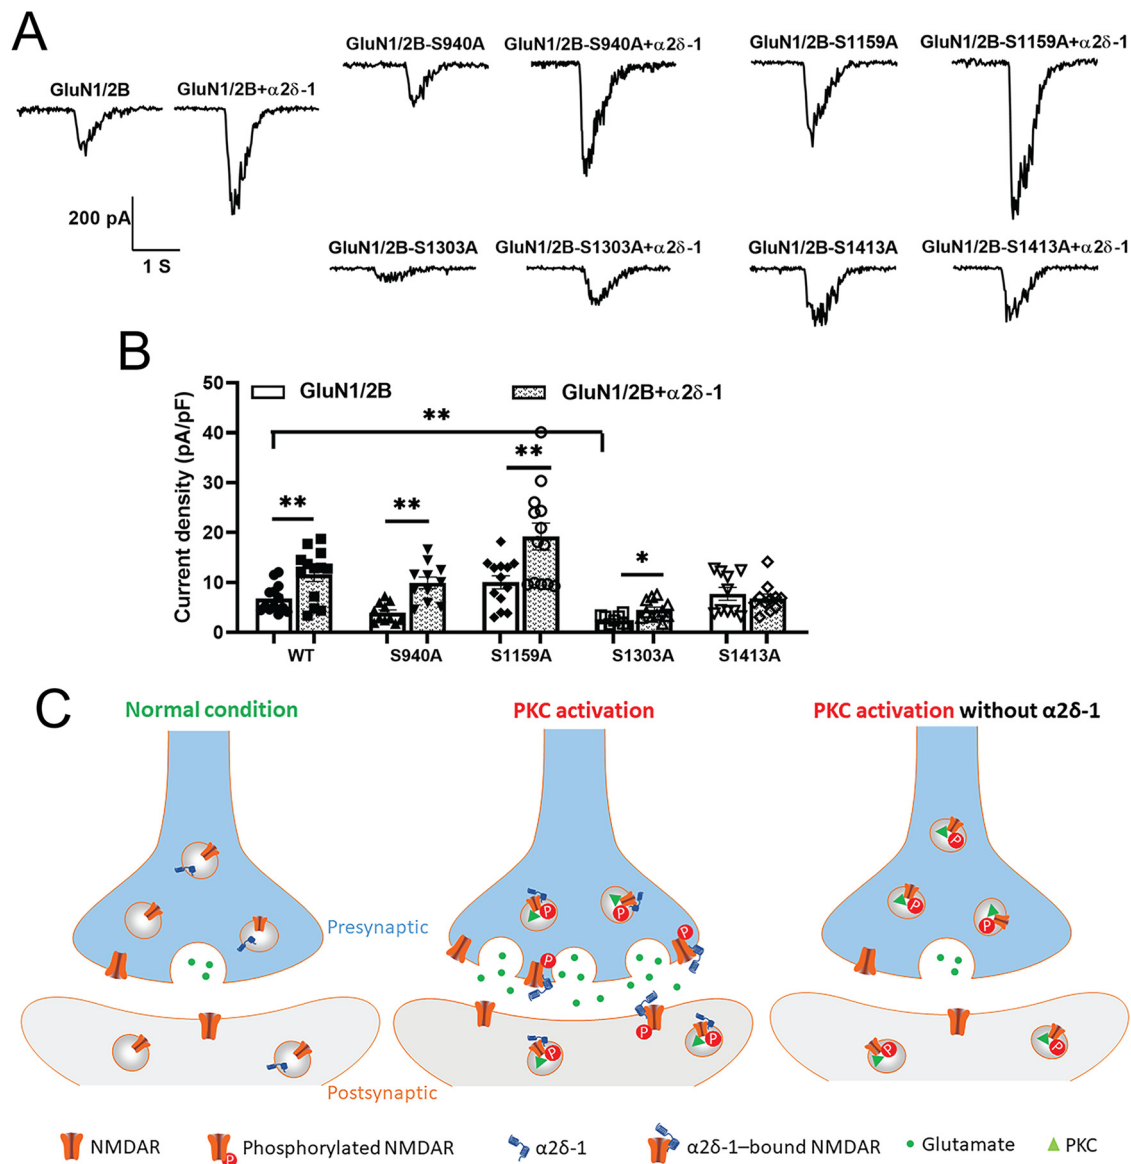 A
GluN1/2B
GluN1/2B+α2δ-1
GluN1/2B-S940A
GluN1/2B-S940A+α2δ-1
GluN1/2B-S1159A
GluN1/2B-S1159A+α2δ-1
200 pA
1 S
GluN1/2B-S1303A
GluN1/2B-S1303A+α2δ-1
GluN1/2B-S1413A
GluN1/2B-S1413A+α2δ-1
B
Current density (pA/pF)
50
40
30
20
10
0
GluN1/2B
GluN1/2B+α2δ-1
**
**
**
**
*
WT
S940A
S1159A
S1303A
S1413A
C
Normal condition
PKC activation
PKC activation without α2δ-1
P
P
P
P
P
P
P
P
P
P
P
P
Presynaptic
Postsynaptic
NMDAR
P
Phosphorylated NMDAR
α2δ-1
α2δ-1–bound NMDAR
Glutamate
PKC